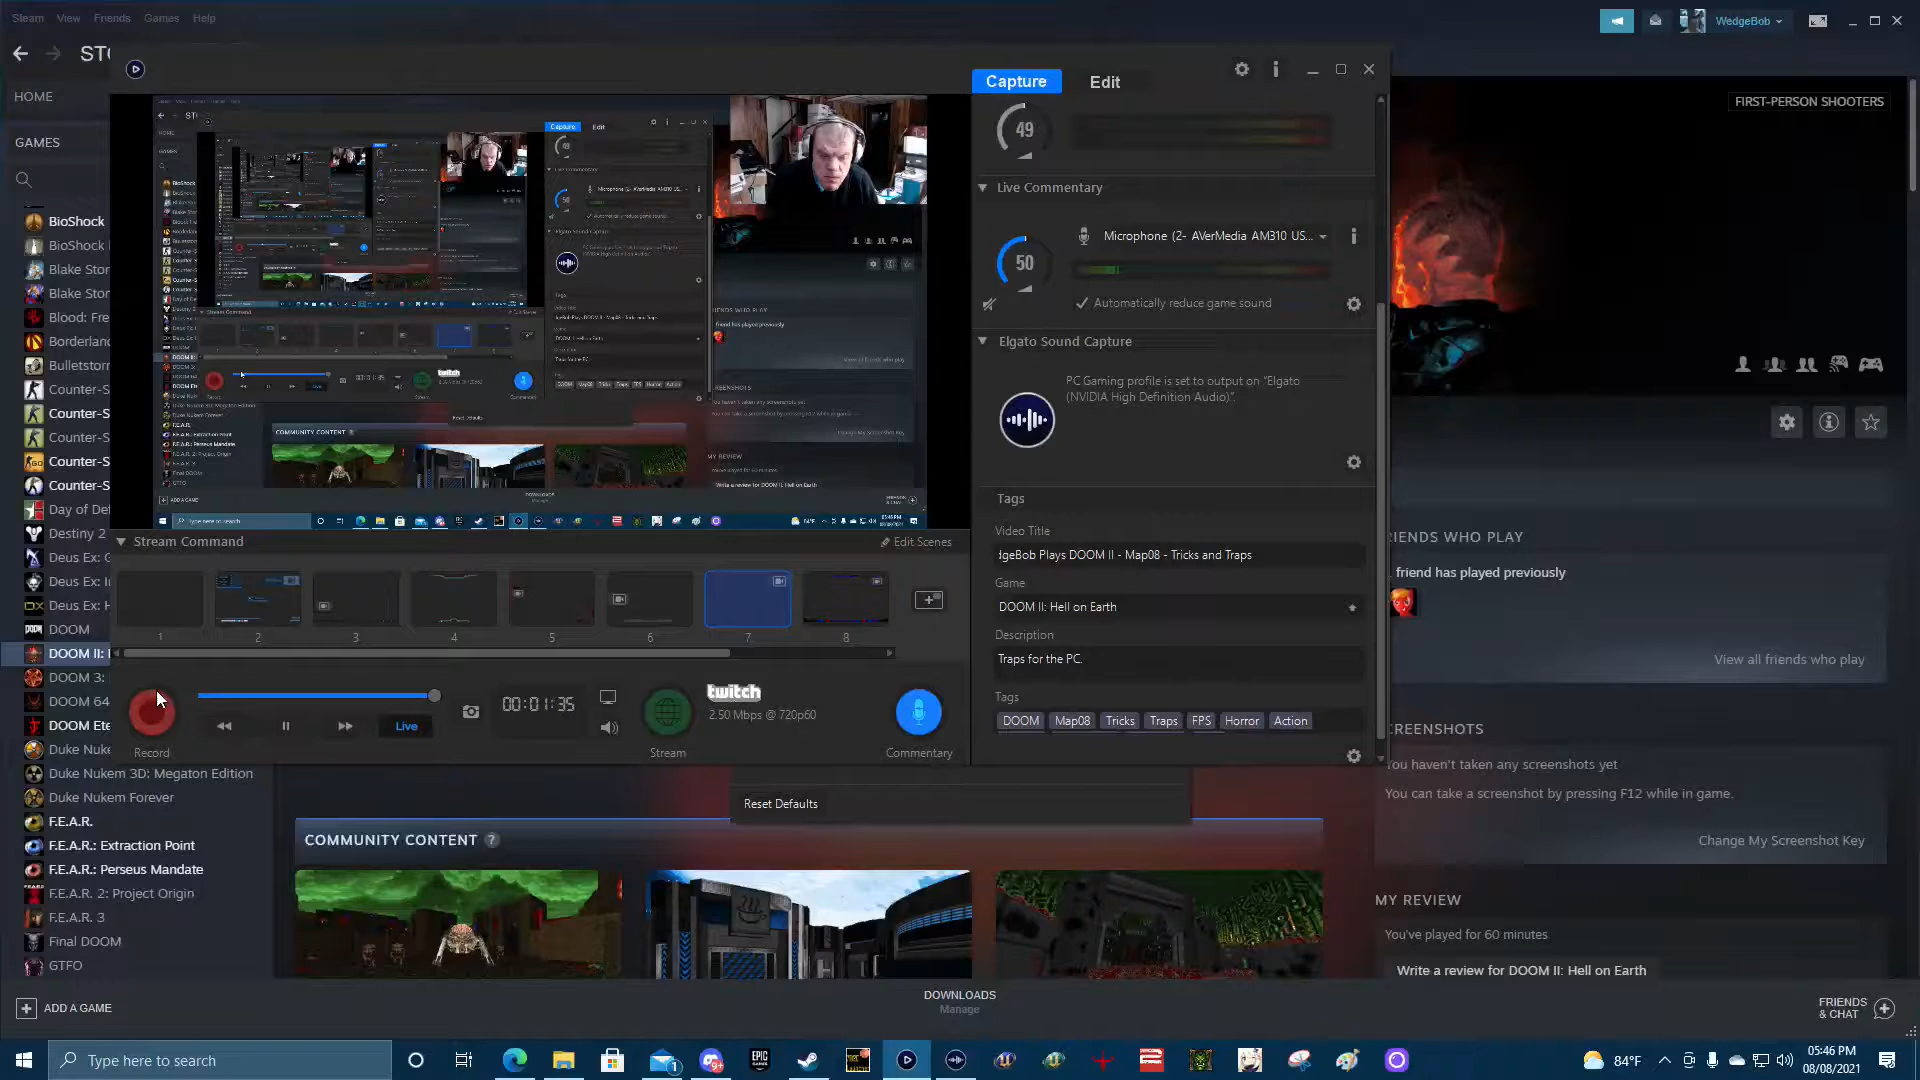 Steam View Friends Games Help
WedgeBob
STO
HOME
GAMES
BioShock
BioShock
Blake Stor
Blake Stor
Blood: Fre
Borderland
Bulletstorm
Counter-S
Counter-S
Counter-S
Counter-S
Counter-S
Day of Def
Destiny 2
Deus Ex: G
Deus Ex: In
Deus Ex: H
DOOM
DOOM II:
DOOM 3:
DOOM 64
DOOM Ete
Duke Nuke
Duke Nukem 3D: Megaton Edition
Duke Nukem Forever
F.E.A.R.
F.E.A.R.: Extraction Point
F.E.A.R.: Perseus Mandate
F.E.A.R. 2: Project Origin
F.E.A.R. 3
Final DOOM
GTFO
ADD A GAME
Capture Edit
49
Live Commentary
50
Microphone (2- AVerMedia AM310 US...
Automatically reduce game sound
Elgato Sound Capture
PC Gaming profile is set to output on "Elgato
(NVIDIA High Definition Audio)".
Tags
Video Title
dgeBob Plays DOOM II - Map08 - Tricks and Traps
Game
DOOM II: Hell on Earth
Description
Traps for the PC.
Tags
DOOM Map08 Tricks Traps FPS Horror Action
Stream Command
Edit Scenes
1 2 3 4 5 6 7 8
Live
00:01:35
twitch
2.50 Mbps @ 720p60
Record
Stream
Commentary
Reset Defaults
COMMUNITY CONTENT ?
FIRST-PERSON SHOOTERS
RIENDS WHO PLAY
friend has played previously
View all friends who play
CREENSHOTS
You haven't taken any screenshots yet
You can take a screenshot by pressing F12 while in game.
Change My Screenshot Key
MY REVIEW
You've played for 60 minutes
Write a review for DOOM II: Hell on Earth
DOWNLOADS
Manage
FRIENDS
& CHAT
Type here to search
84°F
05:46 PM
08/08/2021